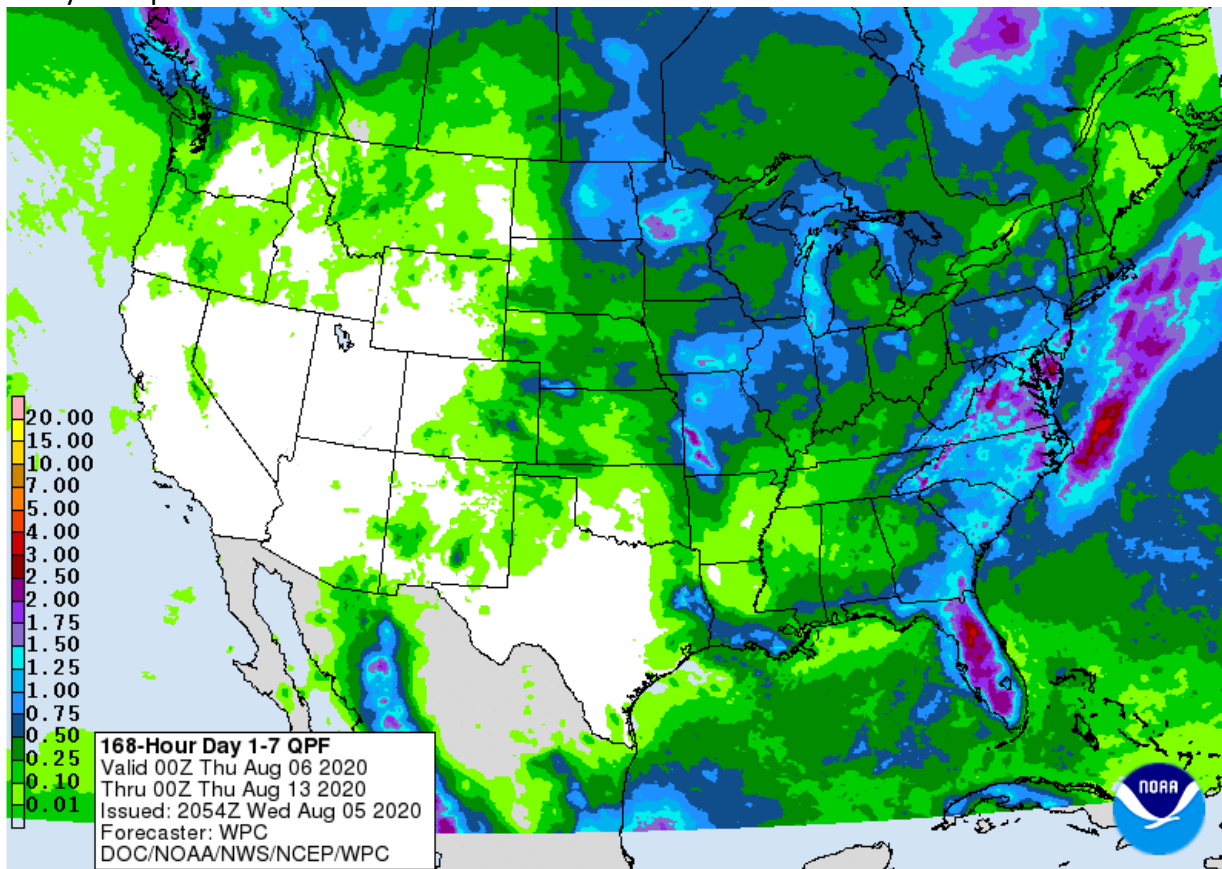 20.00
15.00
10.00
7.00
5.00
4.00
3.00
2.50
2.00
1.75
1.50
1.25
1.00
0.75
0.50
0.25
0.10
0.01
168-Hour Day 1-7 QPF
Valid 00Z Thu Aug 06 2020
Thru 00Z Thu Aug 13 2020
Issued: 2054Z Wed Aug 05 2020
Forecaster: WPC
DOC/NOAA/NWS/NCEP/WPC
NOAA